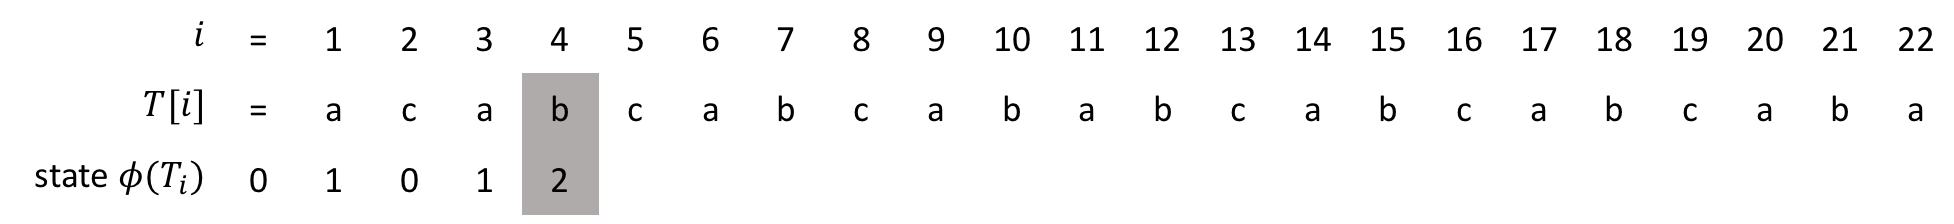 i = 1 2 3 4 5 6 7 8 9 10 11 12 13 14 15 16 17 18 19 20 21 22
T[i] = a c a b c a b c a b a b c a b c a b c a b a
state ϕ(Tᵢ) 0 1 0 1 2